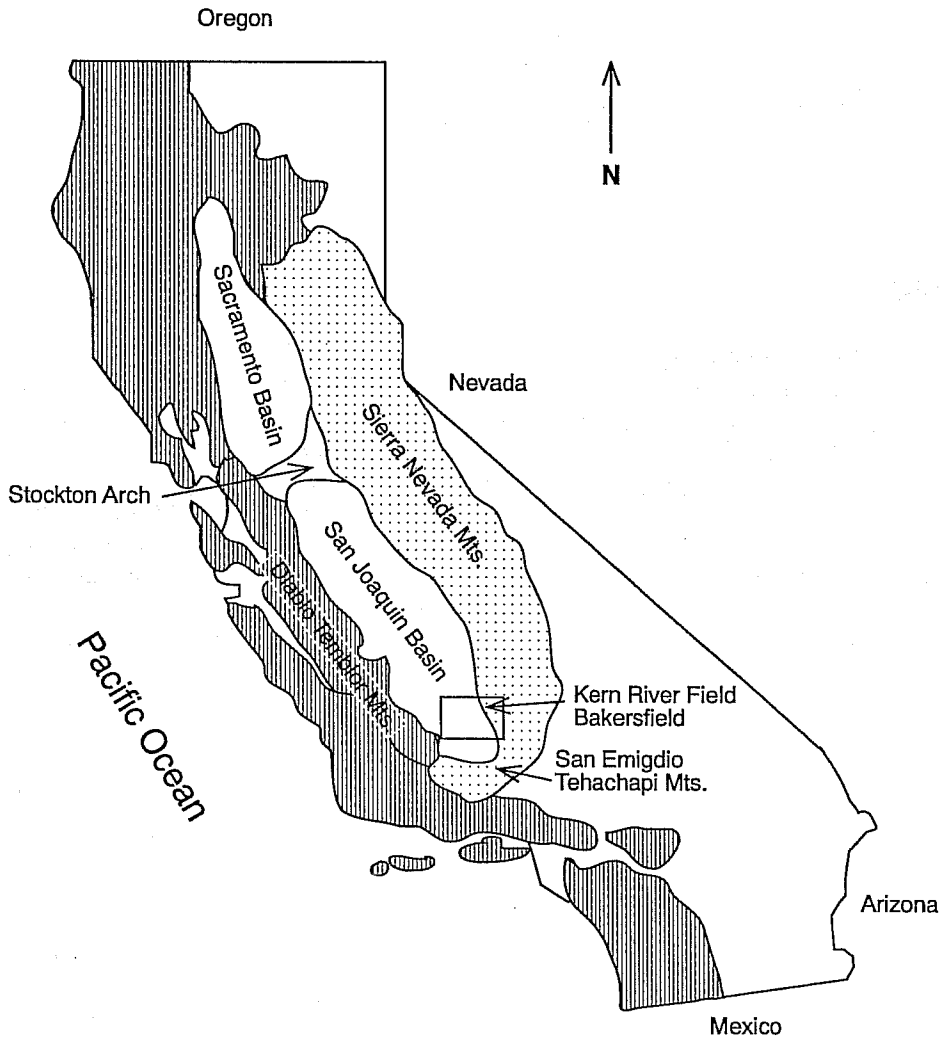 Oregon
N
Sacramento Basin
Nevada
Sierra Nevada Mts.
Stockton Arch
San Joaquin Basin
Diablo Temblor Mts.
Pacific Ocean
Kern River Field
Bakersfield
San Emigdio
Tehachapi Mts.
Arizona
Mexico